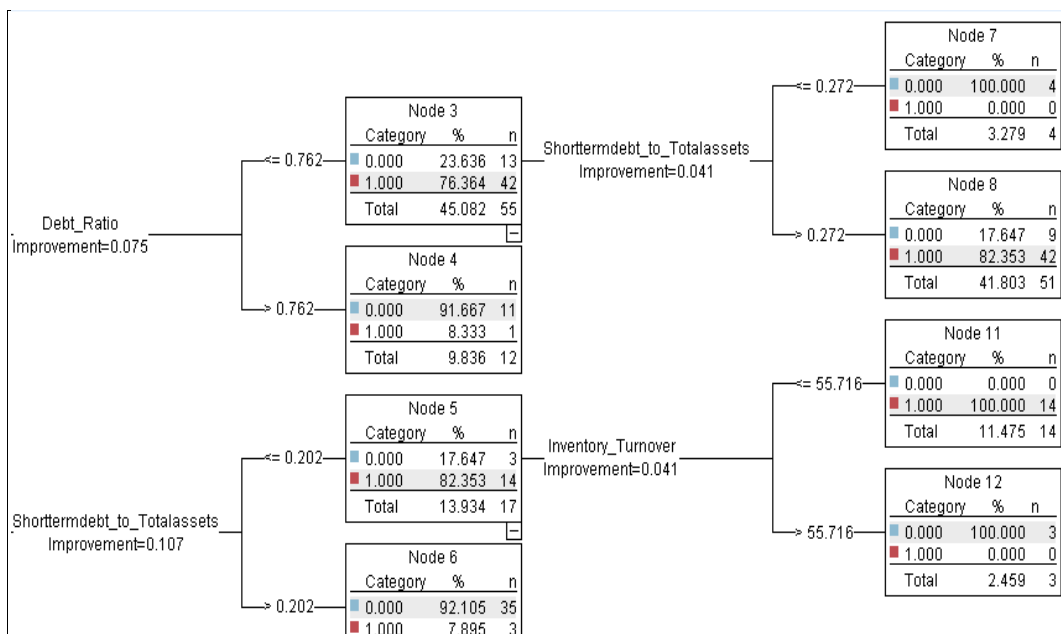 Debt_Ratio
Improvement=0.075
<= 0.762
Node 3
Category % n
0.000 23.636 13
1.000 76.364 42
Total 45.082 55
> 0.762
Node 4
Category % n
0.000 91.667 11
1.000 8.333 1
Total 9.836 12
Shorttermdebt_to_Totalassets
Improvement=0.041
<= 0.272
Node 7
Category % n
0.000 100.000 4
1.000 0.000 0
Total 3.279 4
> 0.272
Node 8
Category % n
0.000 17.647 9
1.000 82.353 42
Total 41.803 51
Shorttermdebt_to_Totalassets
Improvement=0.107
<= 0.202
Node 5
Category % n
0.000 17.647 3
1.000 82.353 14
Total 13.934 17
> 0.202
Node 6
Category % n
0.000 92.105 35
1.000 7.895 3
Inventory_Turnover
Improvement=0.041
<= 55.716
Node 11
Category % n
0.000 0.000 0
1.000 100.000 14
Total 11.475 14
> 55.716
Node 12
Category % n
0.000 100.000 3
1.000 0.000 0
Total 2.459 3